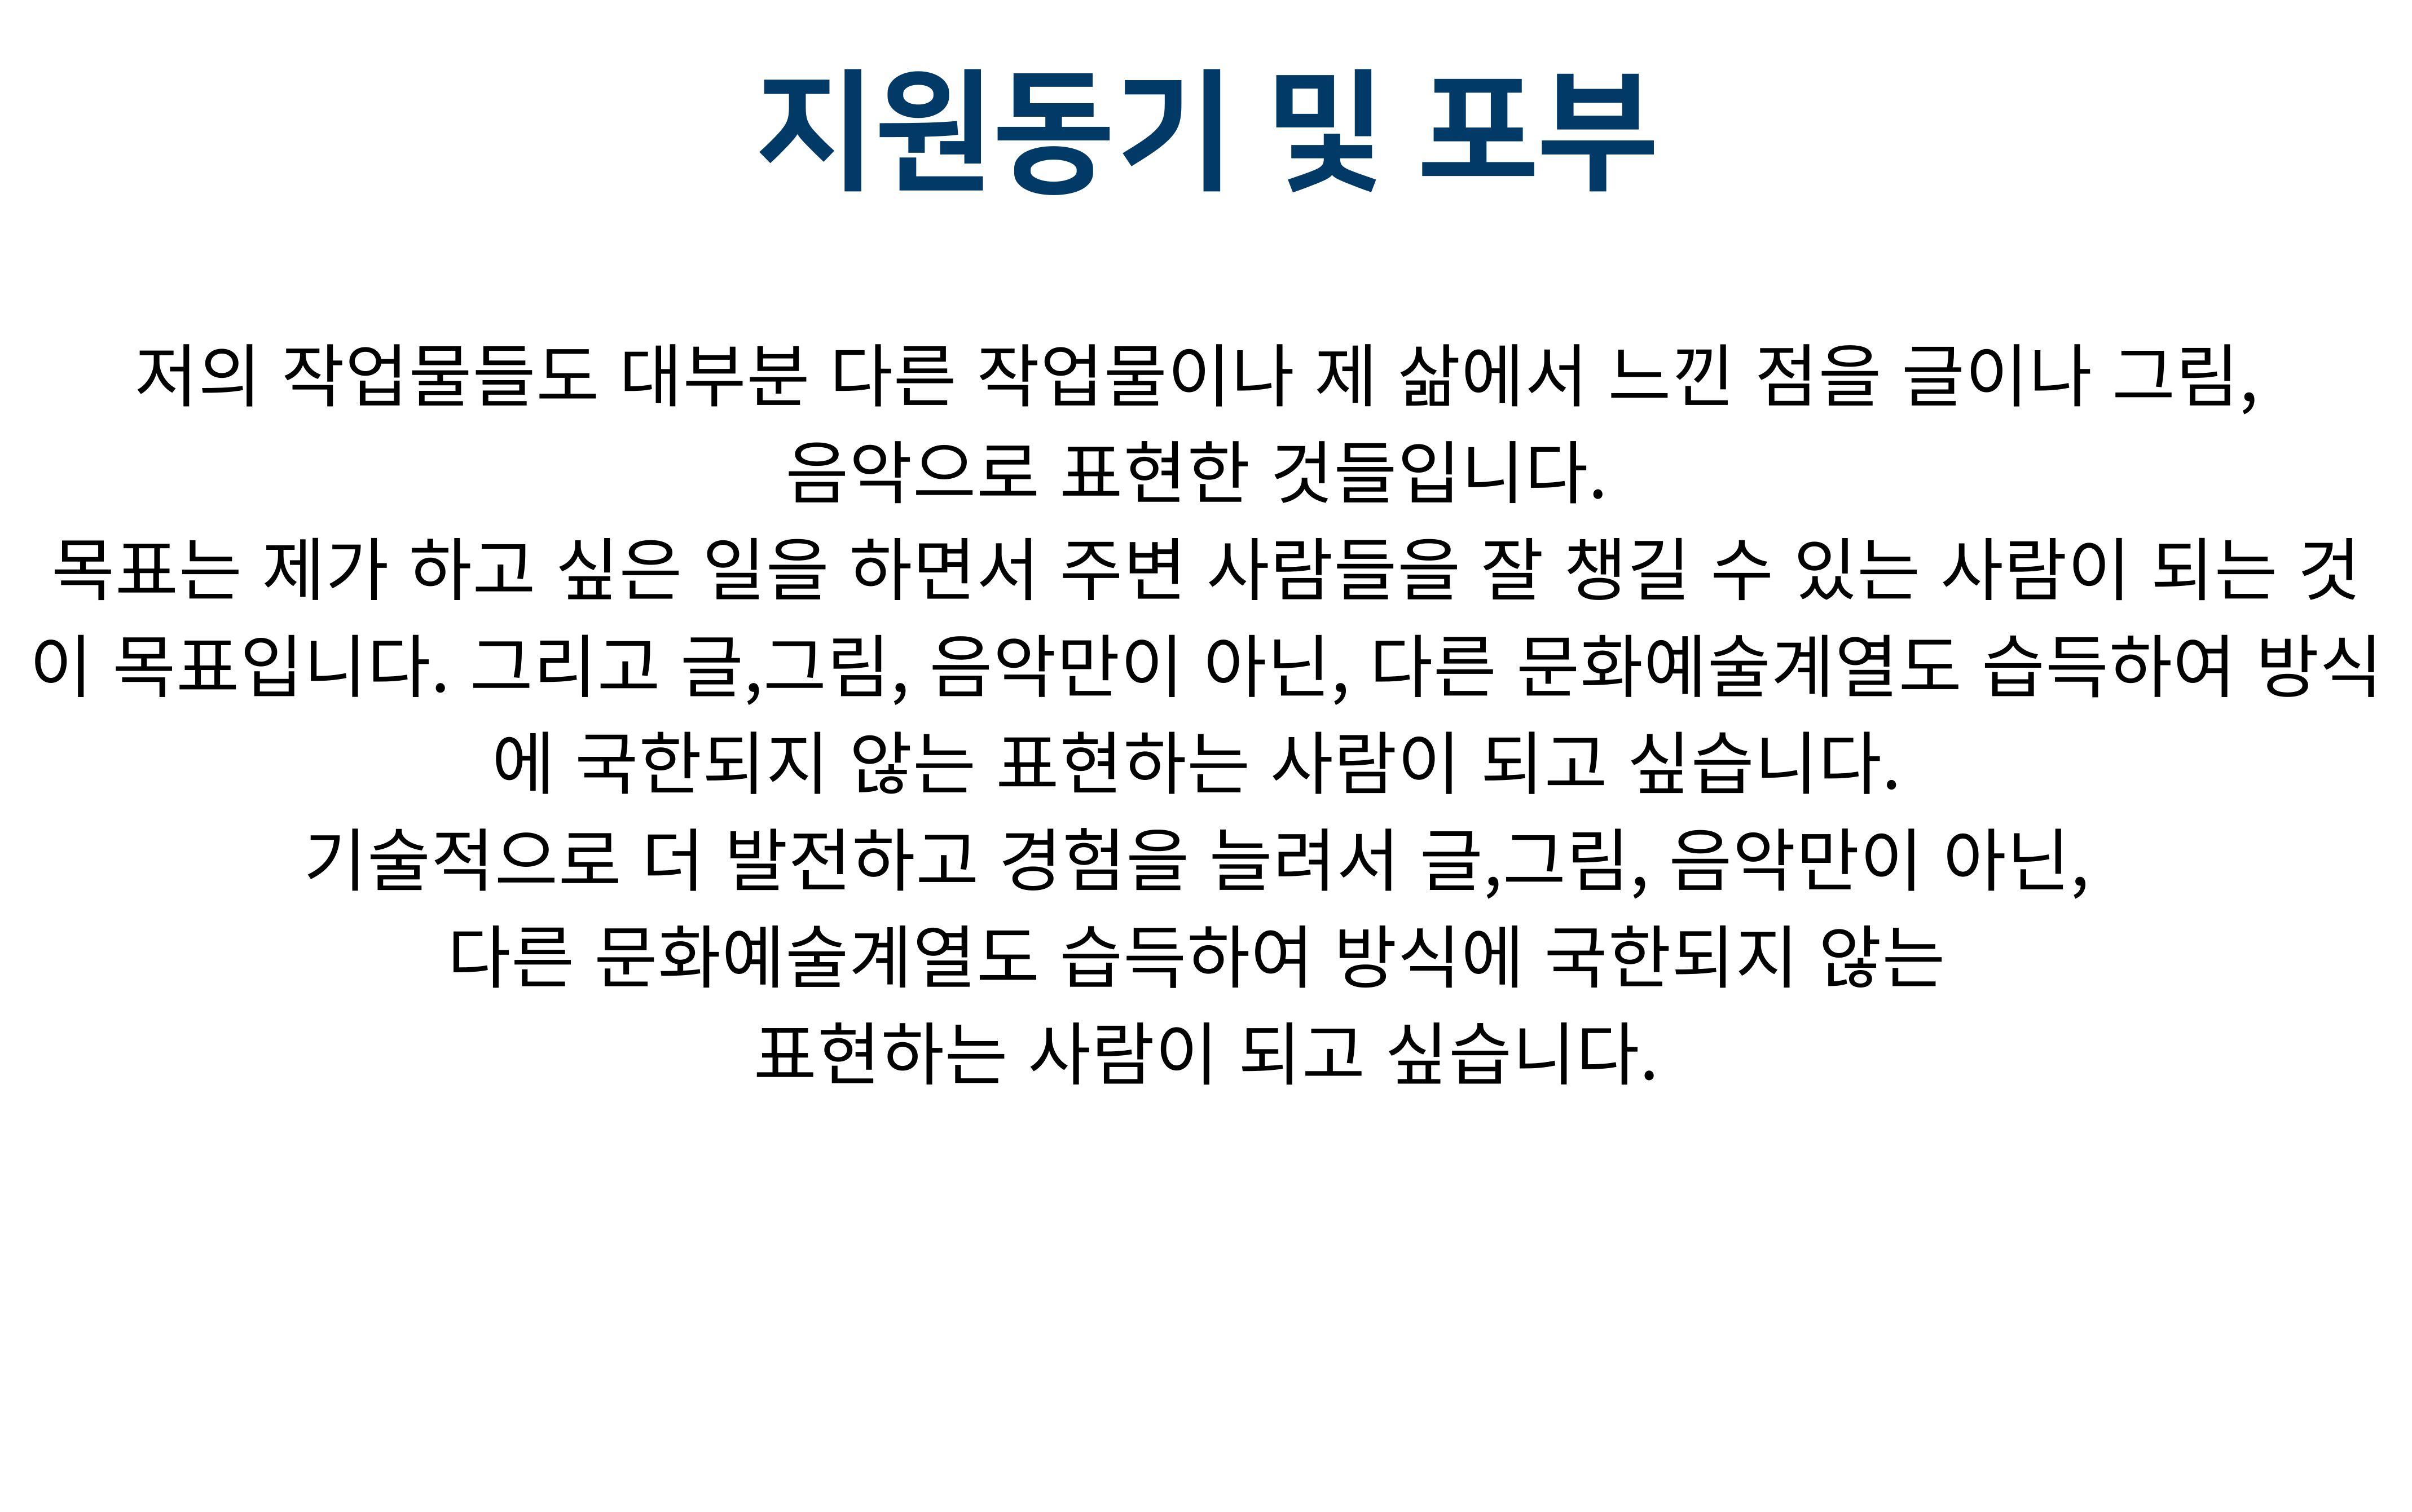 지원동기 및 포부
저의 작업물들도 대부분 다른 작업물이나 제 삶에서 느낀 점을 글이나 그림,
음악으로 표현한 것들입니다.
목표는 제가 하고 싶은 일을 하면서 주변 사람들을 잘 챙길 수 있는 사람이 되는 것
이 목표입니다. 그리고 글,그림, 음악만이 아닌, 다른 문화예술계열도 습득하여 방식
에 국한되지 않는 표현하는 사람이 되고 싶습니다.
기술적으로 더 발전하고 경험을 늘려서 글,그림, 음악만이 아닌,
다른 문화예술계열도 습득하여 방식에 국한되지 않는
표현하는 사람이 되고 싶습니다.